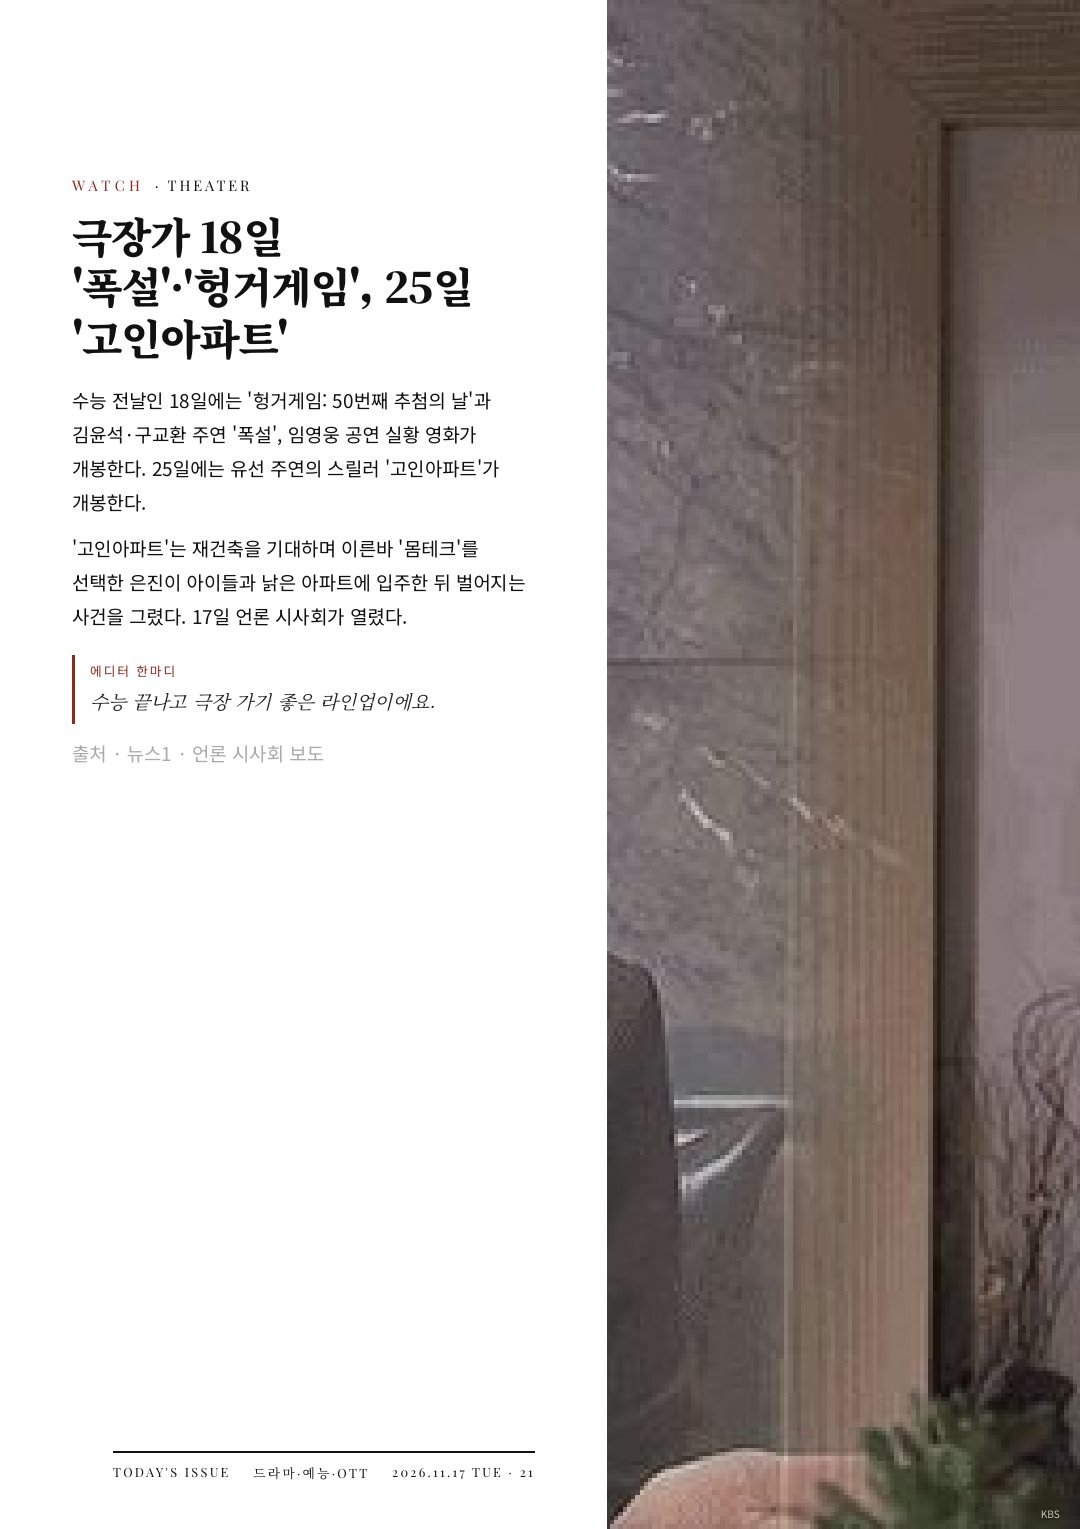 WATCH · THEATER
극장가 18일
'폭설'·'헝거게임', 25일
'고인아파트'
수능 전날인 18일에는 '헝거게임: 50번째 추첨의 날'과
김윤석·구교환 주연 '폭설', 임영웅 공연 실황 영화가
개봉한다. 25일에는 유선 주연의 스릴러 '고인아파트'가
개봉한다.
'고인아파트'는 재건축을 기대하며 이른바 '몸테크'를
선택한 은진이 아이들과 낡은 아파트에 입주한 뒤 벌어지는
사건을 그렸다. 17일 언론 시사회가 열렸다.
에디터 한마디
수능 끝나고 극장 가기 좋은 라인업이에요.
출처 · 뉴스1 · 언론 시사회 보도
TODAY'S ISSUE 드라마·예능·OTT 2026.11.17 TUE · 21
KBS